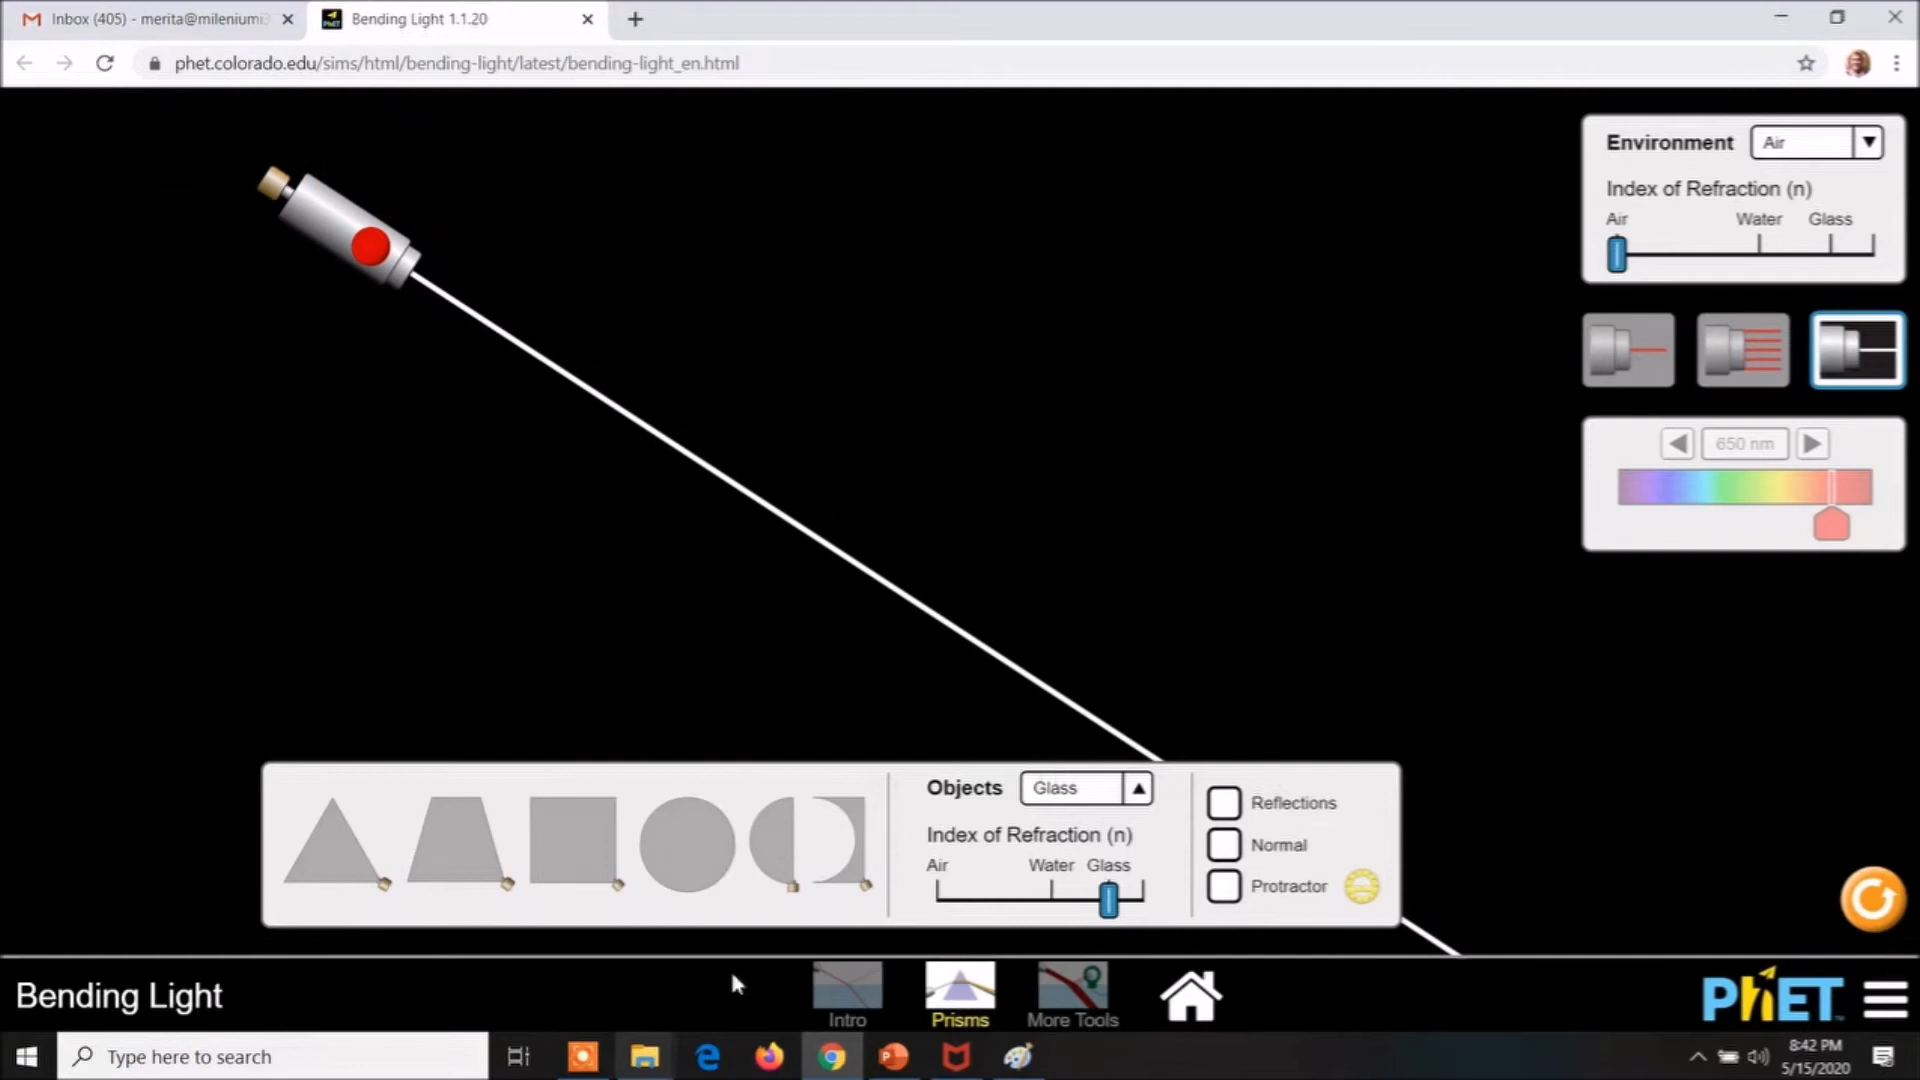 Inbox (405) - merita@mileniumi3
Bending Light 1.1.20
phet.colorado.edu/sims/html/bending-light/latest/bending-light_en.html
Environment Air
Index of Refraction (n)
Air Water Glass
650 nm
Objects Glass
Index of Refraction (n)
Air Water Glass
Reflections
Normal
Protractor
Bending Light
Intro
Prisms
More Tools
PhET
Type here to search
8:42 PM
5/15/2020